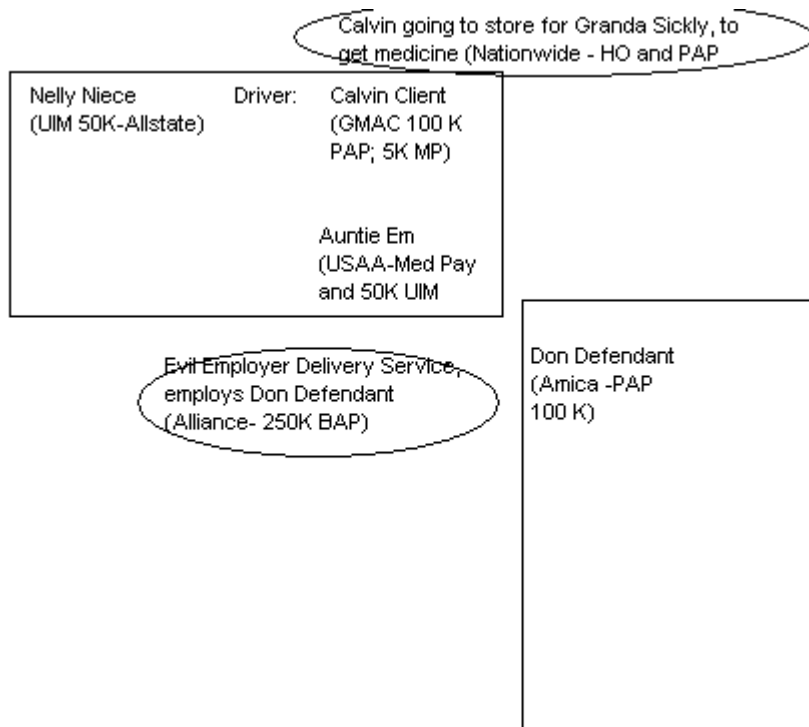 Calvin going to store for Granda Sickly, to
get medicine (Nationwide - HO and PAP
Nelly Niece
(UIM 50K-Allstate)
Driver:
Calvin Client
(GMAC 100 K
PAP; 5K MP)
Auntie Em
(USAA-Med Pay
and 50K UIM
Evil Employer Delivery Service,
employs Don Defendant
(Alliance- 250K BAP)
Don Defendant
(Amica -PAP
100 K)